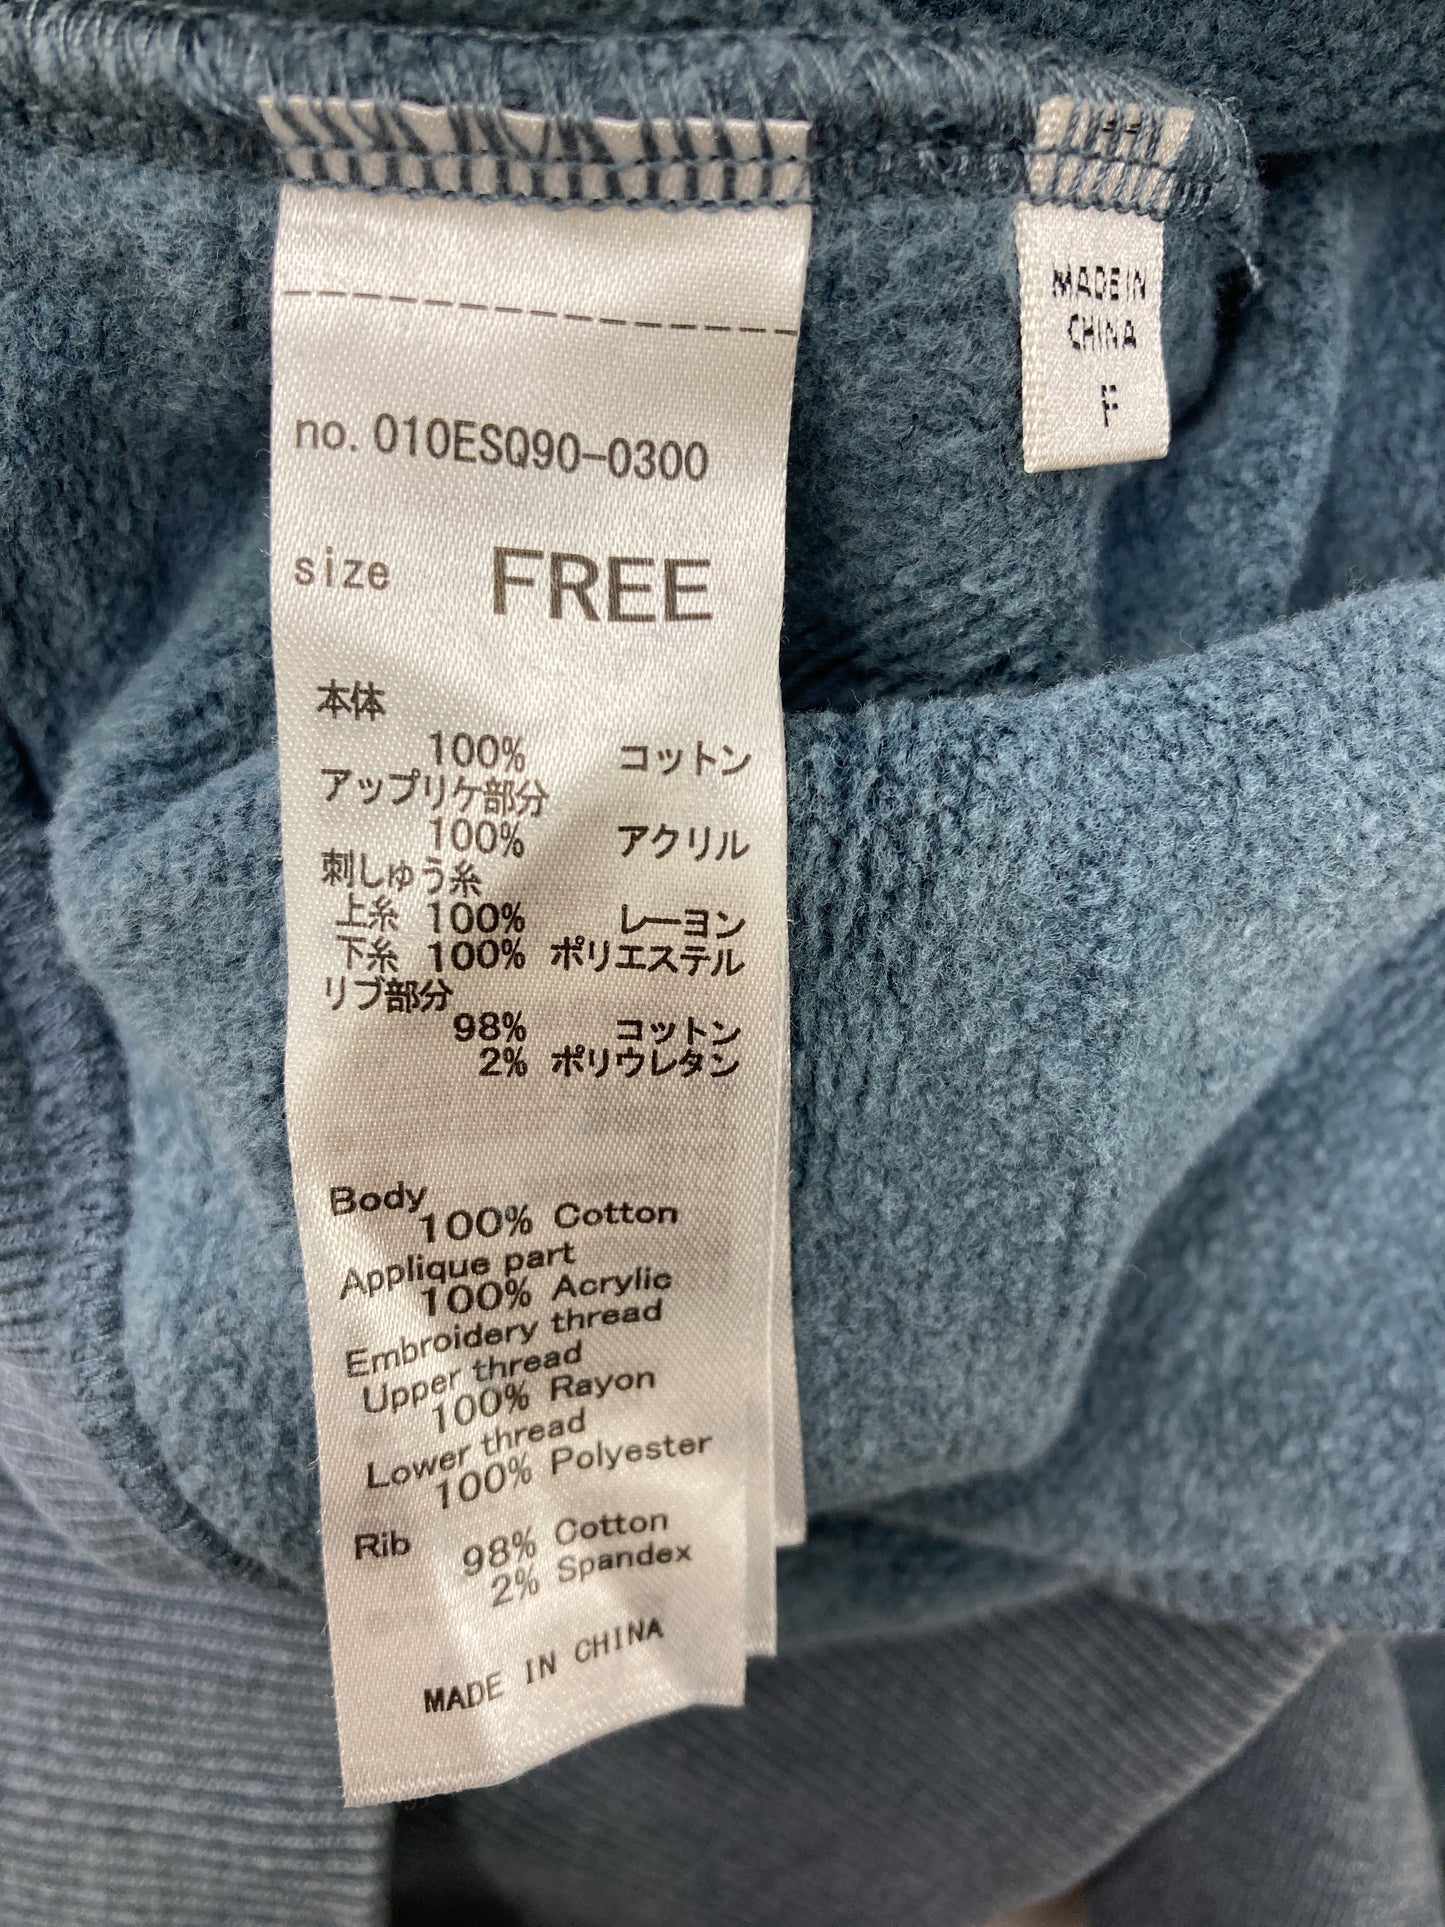 no. 010ESQ90-0300
size FREE
本体
100% コットン
アップリケ部分
100% アクリル
刺しゅう糸
上糸 100% レーヨン
下糸 100% ポリエステル
リブ部分
98% コットン
2% ポリウレタン
Body
100% Cotton
Applique part
100% Acrylic
Embroidery thread
Upper thread
100% Rayon
Lower thread
100% Polyester
Rib 98% Cotton
2% Spandex
MADE IN CHINA
MADE IN
CHINA
F